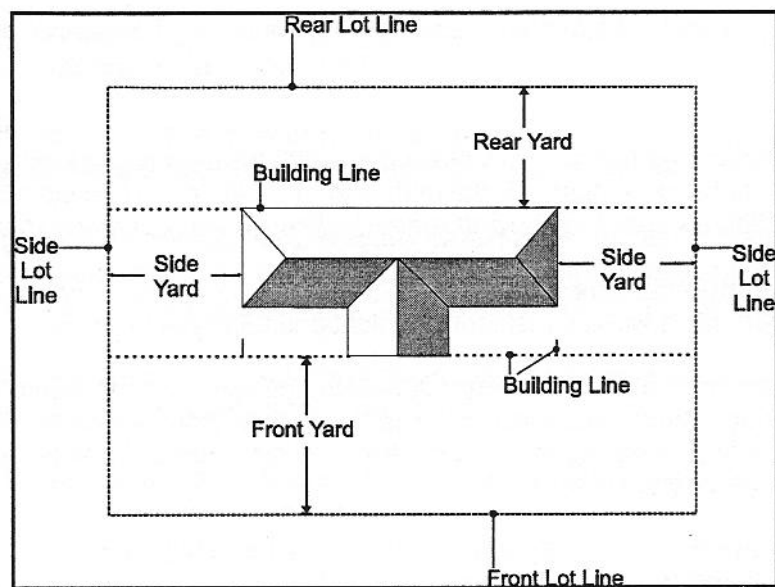 Rear Lot Line
Rear Yard
Building Line
Side
Lot
Line
Side
Yard
Side
Yard
Side
Lot
Line
Building Line
Front Yard
Front Lot Line